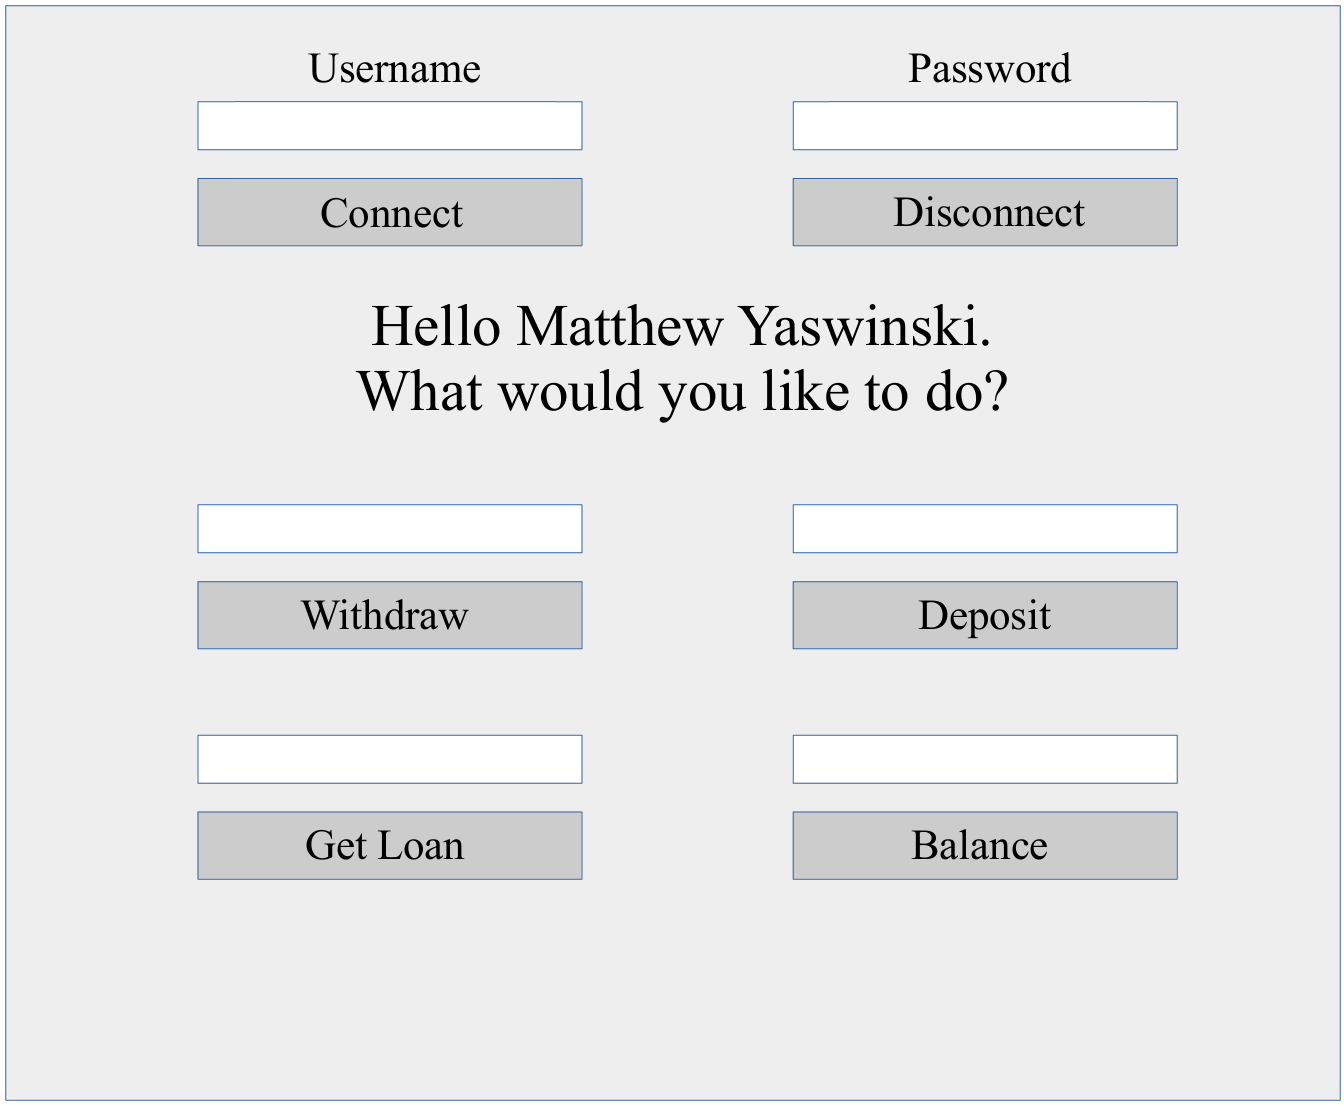 Username
Password
Connect
Disconnect
Hello Matthew Yaswinski.
What would you like to do?
Withdraw
Deposit
Get Loan
Balance